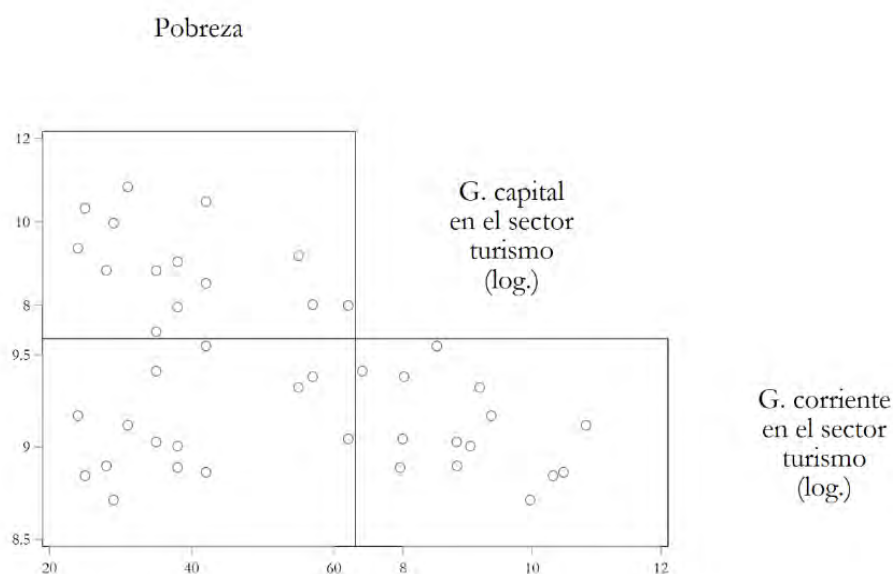 Pobreza
12
10
8
G. capital
en el sector
turismo
(log.)
9.5
9
8.5
G. corriente
en el sector
turismo
(log.)
20 40 60 8 10 12